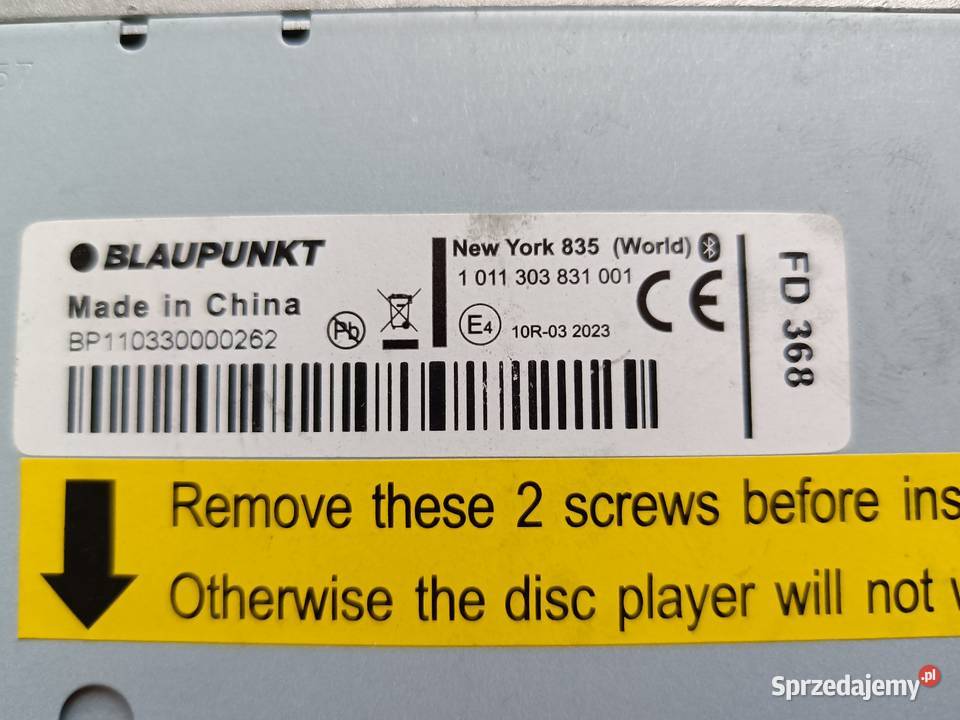 BLAUPUNKT
Made in China
BP110330000262
Pb
New York 835 (World)
1 011 303 831 001
E4 10R-03 2023
CE
FD 368
Remove these 2 screws before ins
Otherwise the disc player will not
Sprzedajemy.pl